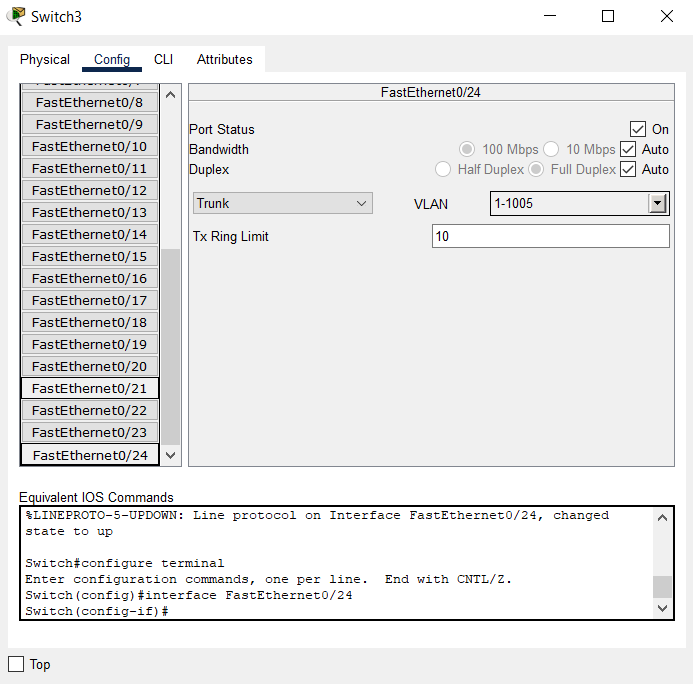 Switch3
Physical Config CLI Attributes
FastEthernet0/8
FastEthernet0/9
FastEthernet0/10
FastEthernet0/11
FastEthernet0/12
FastEthernet0/13
FastEthernet0/14
FastEthernet0/15
FastEthernet0/16
FastEthernet0/17
FastEthernet0/18
FastEthernet0/19
FastEthernet0/20
FastEthernet0/21
FastEthernet0/22
FastEthernet0/23
FastEthernet0/24
FastEthernet0/24
Port Status On
Bandwidth 100 Mbps 10 Mbps Auto
Duplex Half Duplex Full Duplex Auto
Trunk VLAN 1-1005
Tx Ring Limit 10
Equivalent IOS Commands
%LINEPROTO-5-UPDOWN: Line protocol on Interface FastEthernet0/24, changed
state to up
Switch#configure terminal
Enter configuration commands, one per line.  End with CNTL/Z.
Switch(config)#interface FastEthernet0/24
Switch(config-if)#
Top